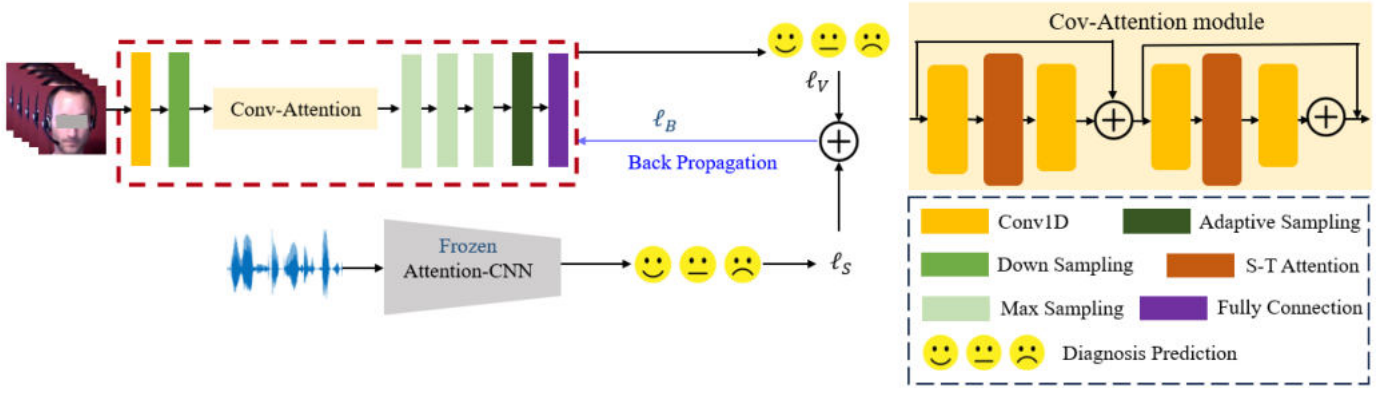 Conv-Attention
ℓ_V
ℓ_B
Back Propagation
Frozen
Attention-CNN
ℓ_S
Cov-Attention module
Conv1D
Adaptive Sampling
Down Sampling
S-T Attention
Max Sampling
Fully Connection
Diagnosis Prediction